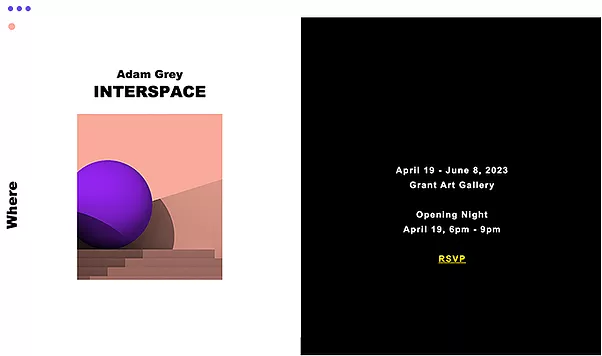 Adam Grey
INTERSPACE
Where
April 19 - June 8, 2023
Grant Art Gallery
Opening Night
April 19, 6pm - 9pm
RSVP